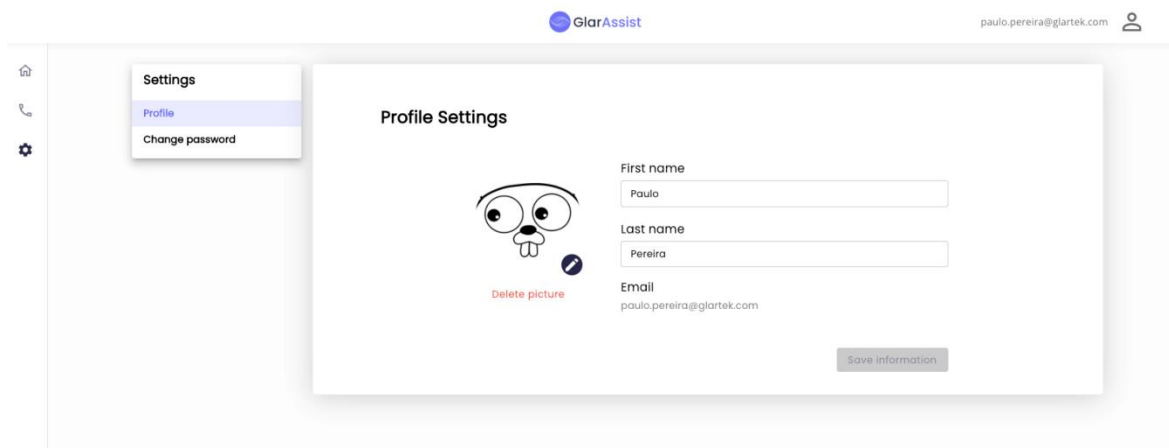 GlarAssist
paulo.pereira@glartek.com
Settings
Profile
Change password
Profile Settings
First name
Paulo
Last name
Pereira
Email
paulo.pereira@glartek.com
Delete picture
Save information